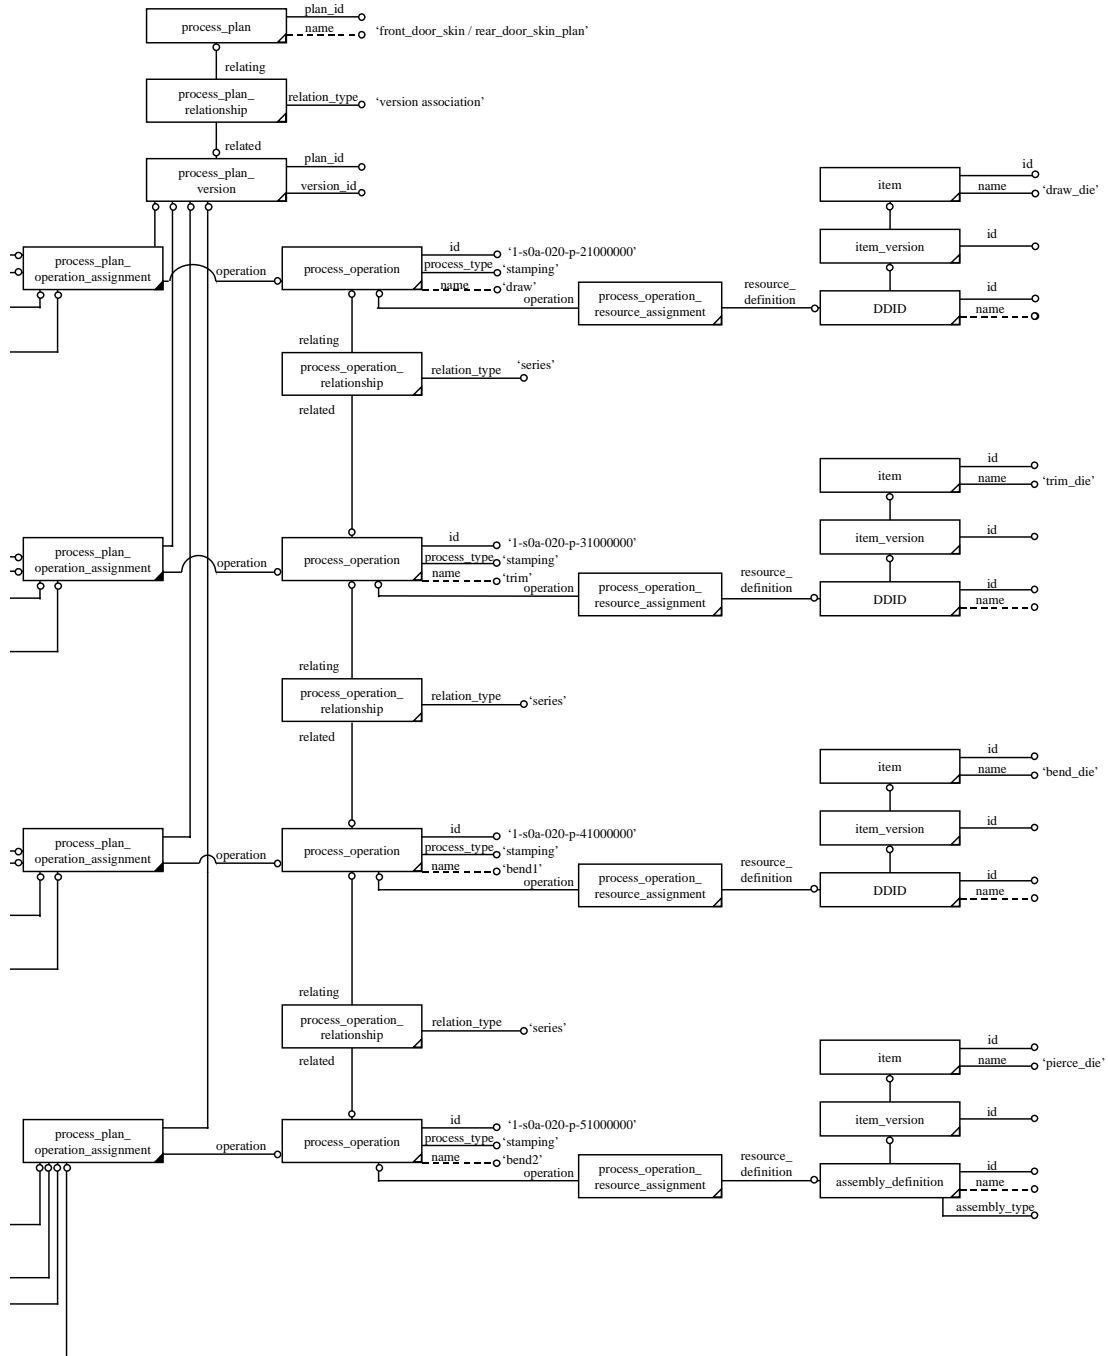 plan_id
process_plan
name
‘front_door_skin / rear_door_skin_plan’
relating
process_plan_
relationship
relation_type
‘version association’
related
process_plan_
version
plan_id
version_id
item
id
name
‘draw_die’
item_version
id
process_plan_
operation_assignment
operation
process_operation
id
‘1-s0a-020-p-21000000’
process_type
‘stamping’
name
‘draw’
operation
process_operation_
resource_assignment
resource_
definition
DDID
id
name
relating
process_operation_
relationship
relation_type
‘series’
related
item
id
name
‘trim_die’
item_version
id
process_plan_
operation_assignment
operation
process_operation
id
‘1-s0a-020-p-31000000’
process_type
‘stamping’
name
‘trim’
operation
process_operation_
resource_assignment
resource_
definition
DDID
id
name
relating
process_operation_
relationship
relation_type
‘series’
related
item
id
name
‘bend_die’
item_version
id
process_plan_
operation_assignment
operation
process_operation
id
‘1-s0a-020-p-41000000’
process_type
‘stamping’
name
‘bend1’
operation
process_operation_
resource_assignment
resource_
definition
DDID
id
name
relating
process_operation_
relationship
relation_type
‘series’
related
item
id
name
‘pierce_die’
item_version
id
process_plan_
operation_assignment
operation
process_operation
id
‘1-s0a-020-p-51000000’
process_type
‘stamping’
name
‘bend2’
operation
process_operation_
resource_assignment
resource_
definition
assembly_definition
id
name
assembly_type